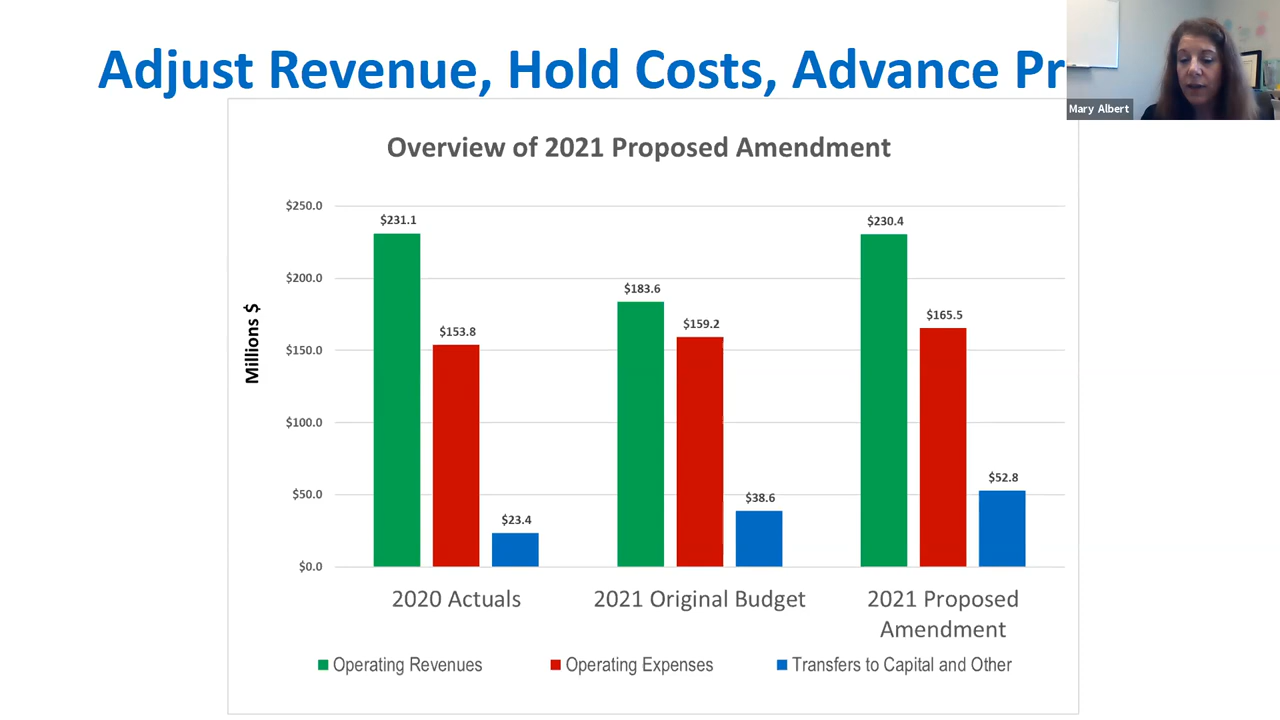 Adjust Revenue, Hold Costs, Advance Pr
Mary Albert
Overview of 2021 Proposed Amendment
Millions $
$250.0
$200.0
$150.0
$100.0
$50.0
$0.0
$231.1
$153.8
$23.4
$183.6
$159.2
$38.6
$230.4
$165.5
$52.8
2020 Actuals
2021 Original Budget
2021 Proposed
Amendment
Operating Revenues
Operating Expenses
Transfers to Capital and Other